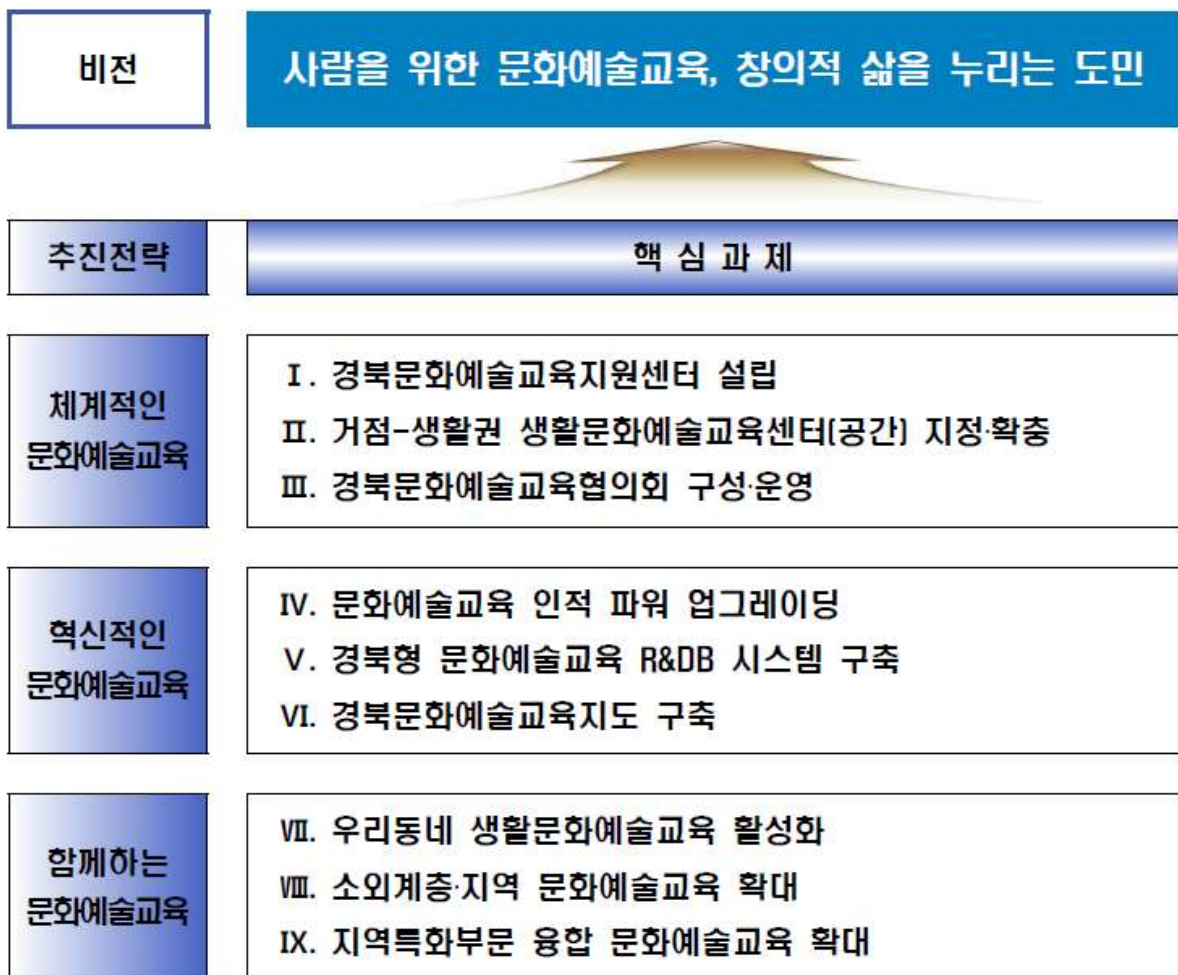 비전
사람을 위한 문화예술교육, 창의적 삶을 누리는 도민
추진전략
핵 심 과 제
체계적인
문화예술교육
Ⅰ. 경북문화예술교육지원센터 설립
Ⅱ. 거점-생활권 생활문화예술교육센터(공간) 지정·확충
Ⅲ. 경북문화예술교육협의회 구성·운영
혁신적인
문화예술교육
Ⅳ. 문화예술교육 인적 파워 업그레이딩
Ⅴ. 경북형 문화예술교육 R&DB 시스템 구축
Ⅵ. 경북문화예술교육지도 구축
함께하는
문화예술교육
Ⅶ. 우리동네 생활문화예술교육 활성화
Ⅷ. 소외계층·지역 문화예술교육 확대
Ⅸ. 지역특화부문 융합 문화예술교육 확대